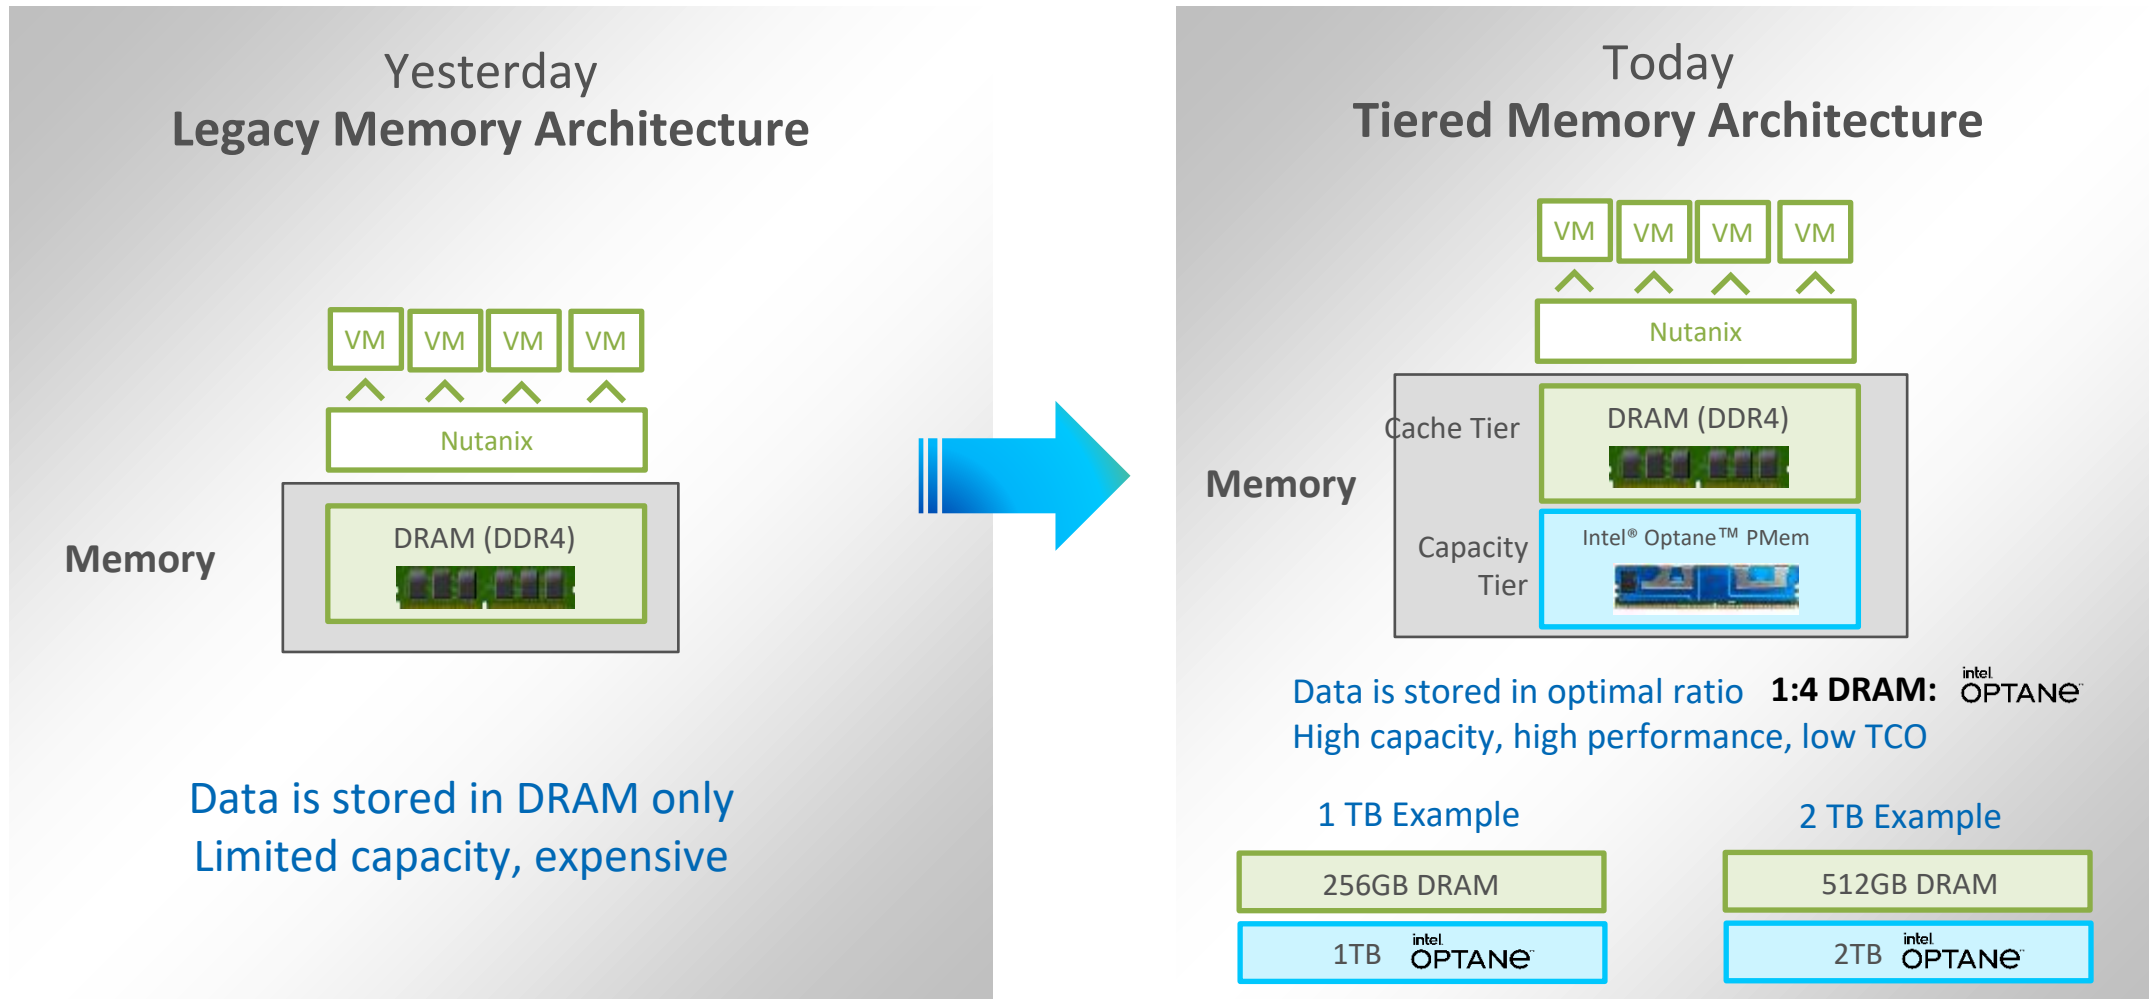 Yesterday
Legacy Memory Architecture
VM VM VM VM
Nutanix
Memory
DRAM (DDR4)
Data is stored in DRAM only
Limited capacity, expensive
Today
Tiered Memory Architecture
VM VM VM VM
Nutanix
Memory
Cache Tier
DRAM (DDR4)
Capacity
Tier
Intel® Optane™ PMem
Data is stored in optimal ratio 1:4 DRAM: intel OPTANE™
High capacity, high performance, low TCO
1 TB Example
256GB DRAM
1TB intel OPTANE™
2 TB Example
512GB DRAM
2TB intel OPTANE™